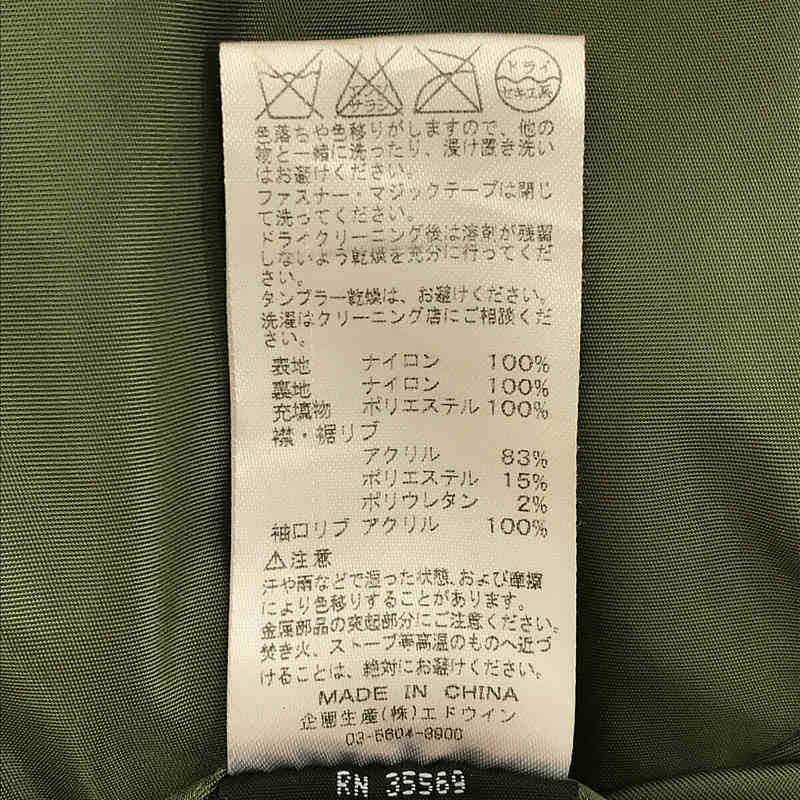 エンソ
サラシ
ドライ
セキユ系
色落ちや色移りがしますので、他の
物と一緒に洗ったり、浸け置き洗い
はお避けください。
ファスナー・マジックテープは閉じ
て洗ってください。
ドライクリーニング後は溶剤が残留
しないよう乾燥を充分に行ってくだ
さい。
タンブラー乾燥は、お避けください。
洗濯はクリーニング店にご相談くだ
さい。
表地 ナイロン 100%
裏地 ナイロン 100%
充填物 ポリエステル 100%
襟・裾リブ
アクリル 83%
ポリエステル 15%
ポリウレタン 2%
袖口リブ アクリル 100%
⚠注意
汗や雨などで湿った状態、および摩擦
により色移りすることがあります。
金属部品の突起部分にご注意ください。
焚き火、ストーブ等高温のものへ近づ
けることは、絶対にお避けください。
MADE IN CHINA
企画生産(株)エドウイン
03-5604-8900
RN 35569